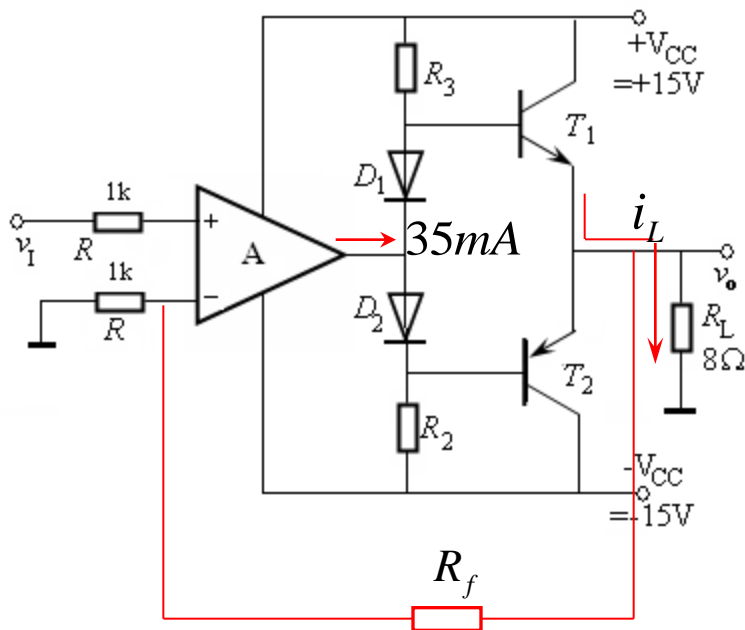 +V_CC
=+15V
R_3
T_1
D_1
1k
i_L
+
35mA
v_I
R
A
v_o
1k
−
D_2
R_L
8Ω
R
T_2
R_2
-V_CC
=-15V
R_f